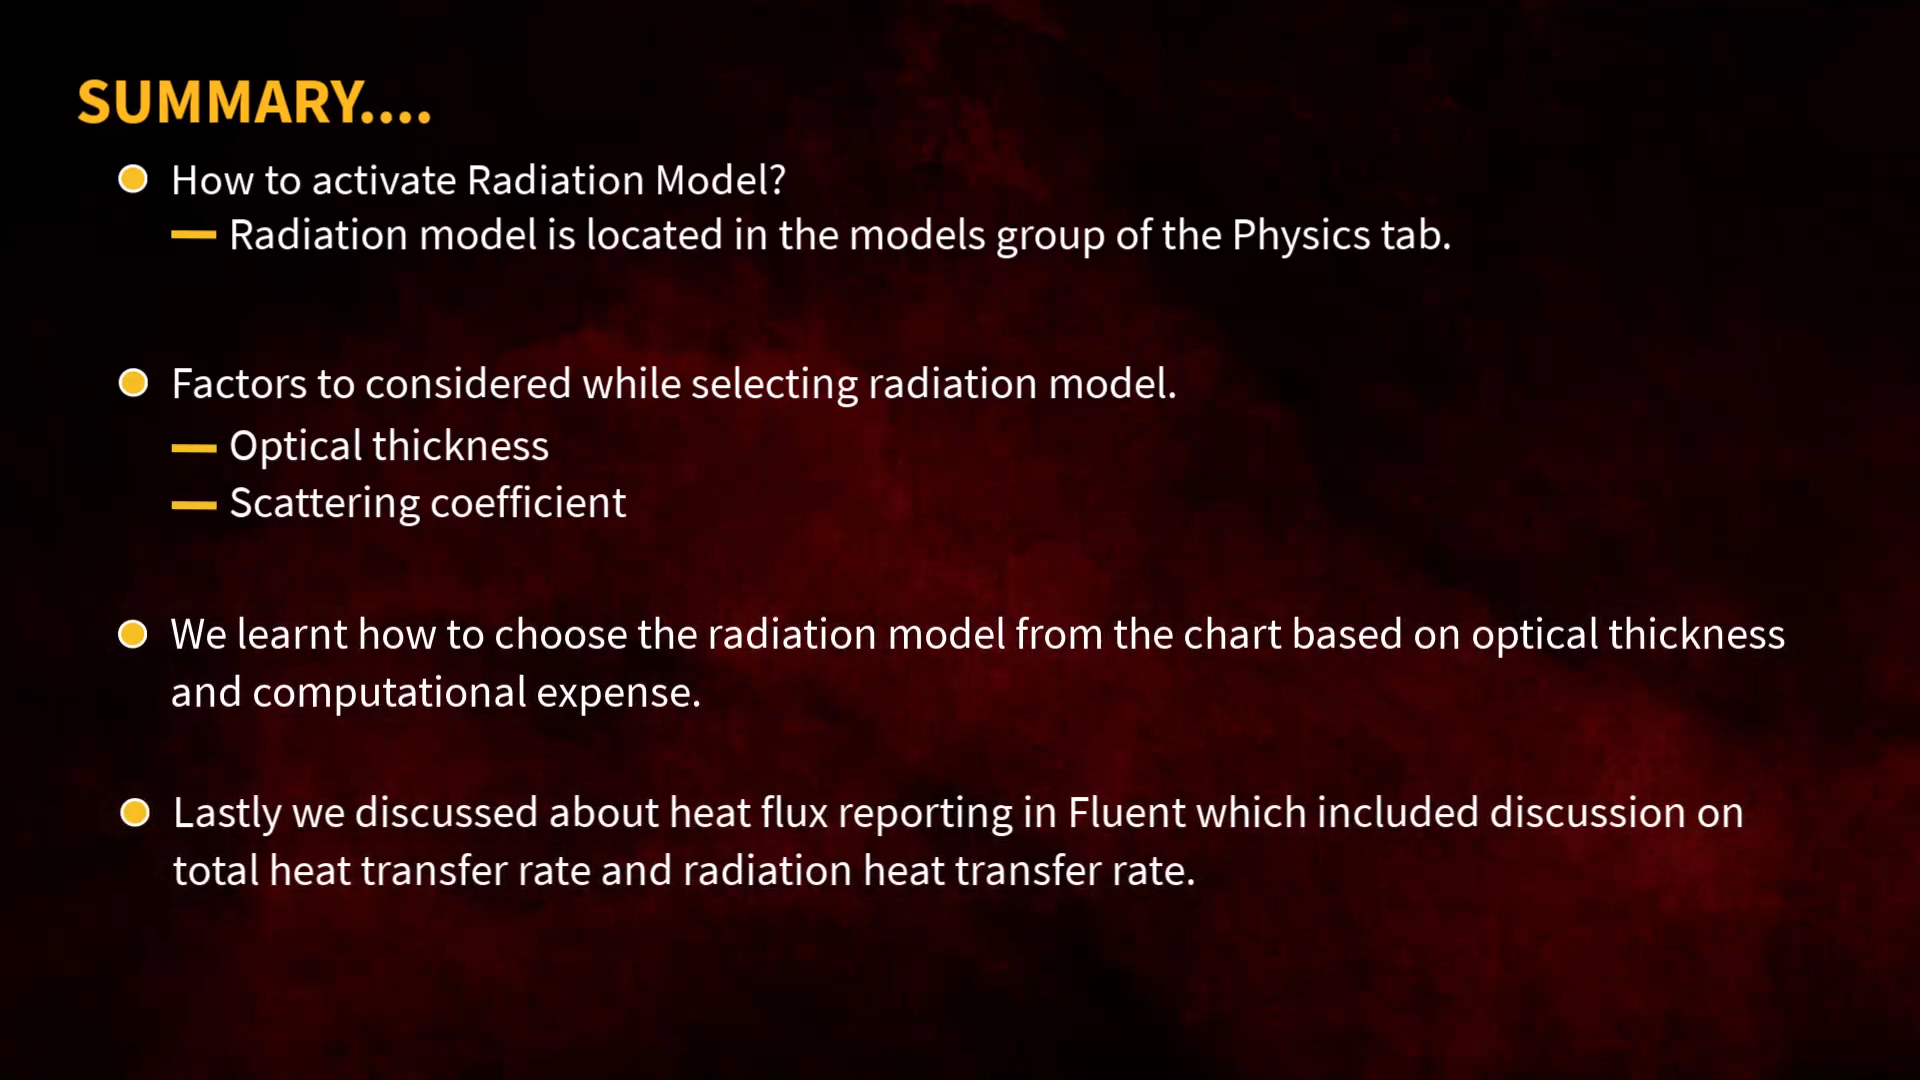 SUMMARY....
How to activate Radiation Model?
Radiation model is located in the models group of the Physics tab.
Factors to considered while selecting radiation model.
Optical thickness
Scattering coefficient
We learnt how to choose the radiation model from the chart based on optical thickness
and computational expense.
Lastly we discussed about heat flux reporting in Fluent which included discussion on
total heat transfer rate and radiation heat transfer rate.